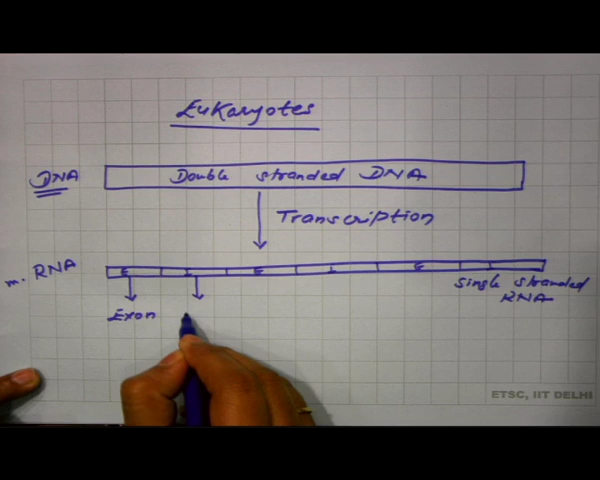 Eukaryotes
DNA
Double stranded DNA
Transcription
m. RNA
E I E I E I
Single stranded
RNA
Exon
ETSC, IIT DELHI